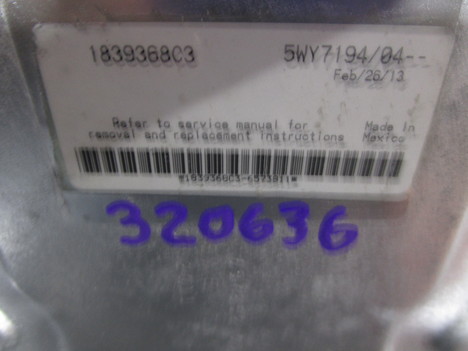 1839368C3 5WY7194/04--
Feb/26/13
Refer to service manual for
removal and replacement instructions
Made in
Mexico
320636